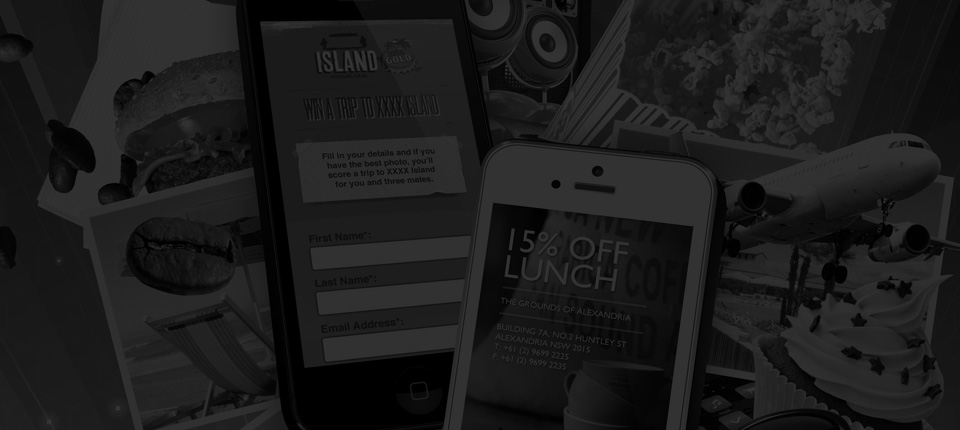 ISLAND
GOLD
WIN A TRIP TO XXXX ISLAND
Fill in your details and if you
have the best photo, you'll
score a trip to XXXX Island
for you and three mates.
First Name*:
Last Name*:
Email Address*:
15% OFF
LUNCH
THE GROUNDS OF ALEXANDRIA
BUILDING 7A, NO.2 HUNTLEY ST
ALEXANDRIA NSW 2015
T: +61 (2) 9699 2225
F: +61 (2) 9699 2235